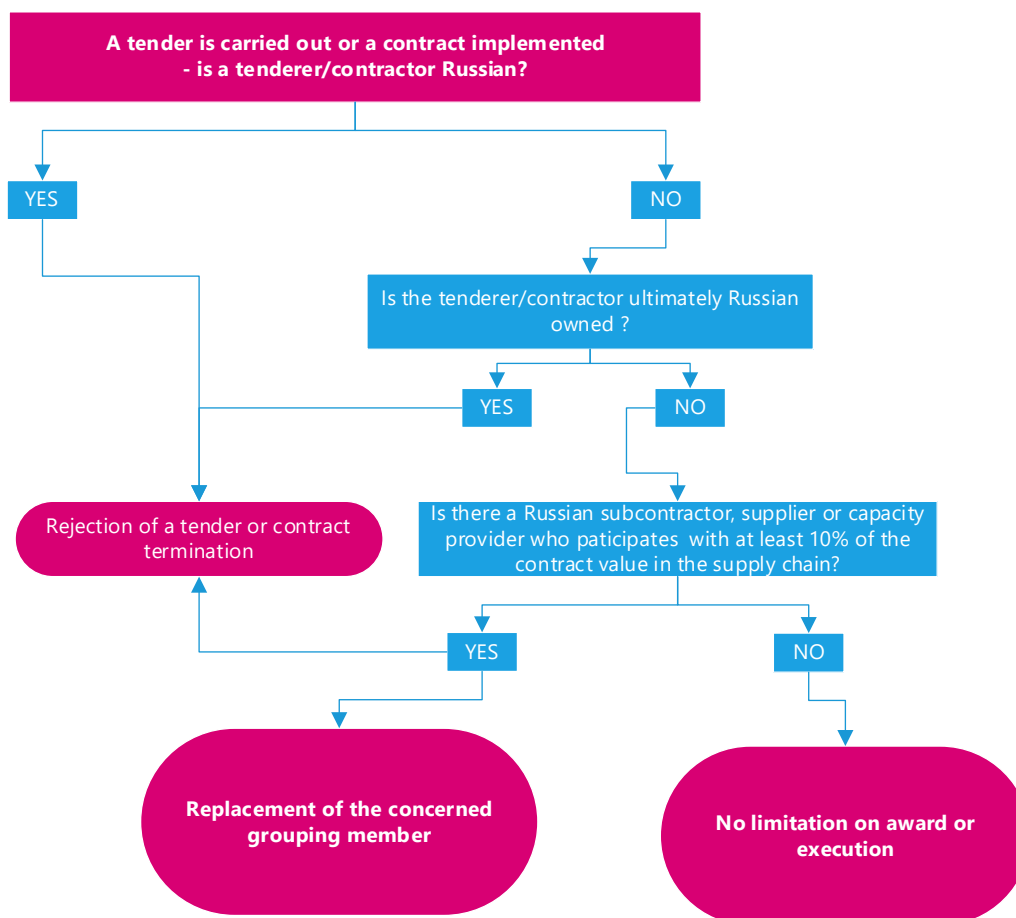 A tender is carried out or a contract implemented
- is a tenderer/contractor Russian?
YES
NO
Is the tenderer/contractor ultimately Russian
owned ?
YES
NO
Rejection of a tender or contract
termination
Is there a Russian subcontractor, supplier or capacity
provider who paticipates with at least 10% of the
contract value in the supply chain?
YES
NO
Replacement of the concerned
grouping member
No limitation on award or
execution